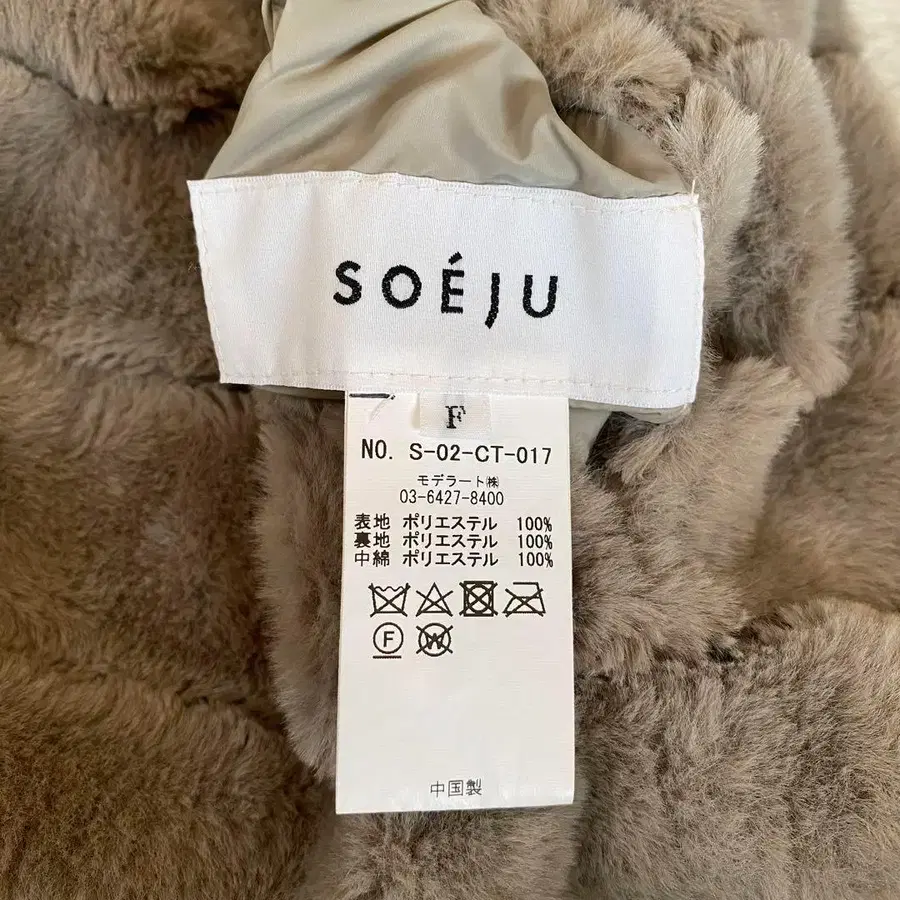 SOÉJU
F
NO. S-02-CT-017
モデラート㈱
03-6427-8400
表地 ポリエステル 100%
裏地 ポリエステル 100%
中綿 ポリエステル 100%
F W
中国製